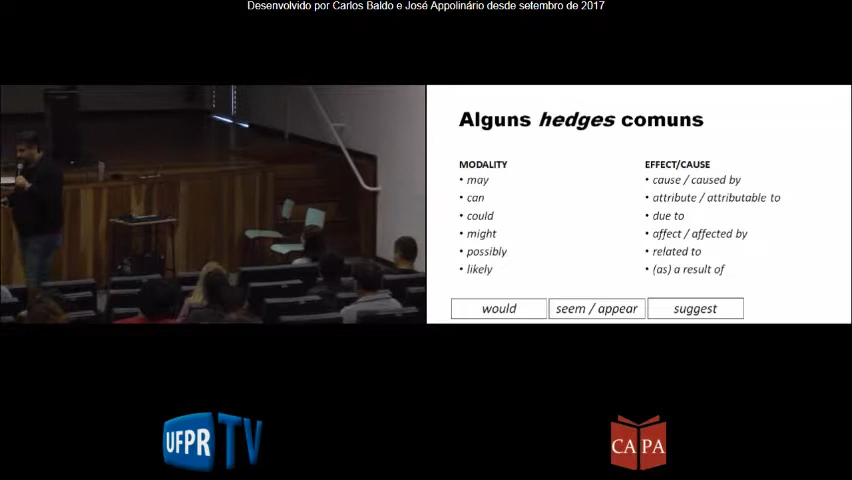 Desenvolvido por Carlos Baldo e José Appolinário desde setembro de 2017
Alguns hedges comuns
MODALITY
• may
• can
• could
• might
• possibly
• likely
EFFECT/CAUSE
• cause / caused by
• attribute / attributable to
• due to
• affect / affected by
• related to
• (as) a result of
would
seem / appear
suggest
UFPR TV
CAPA